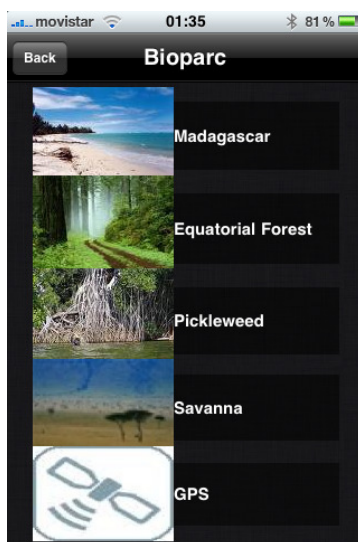 movistar 01:35 81 %
Back Bioparc
Madagascar
Equatorial Forest
Pickleweed
Savanna
GPS